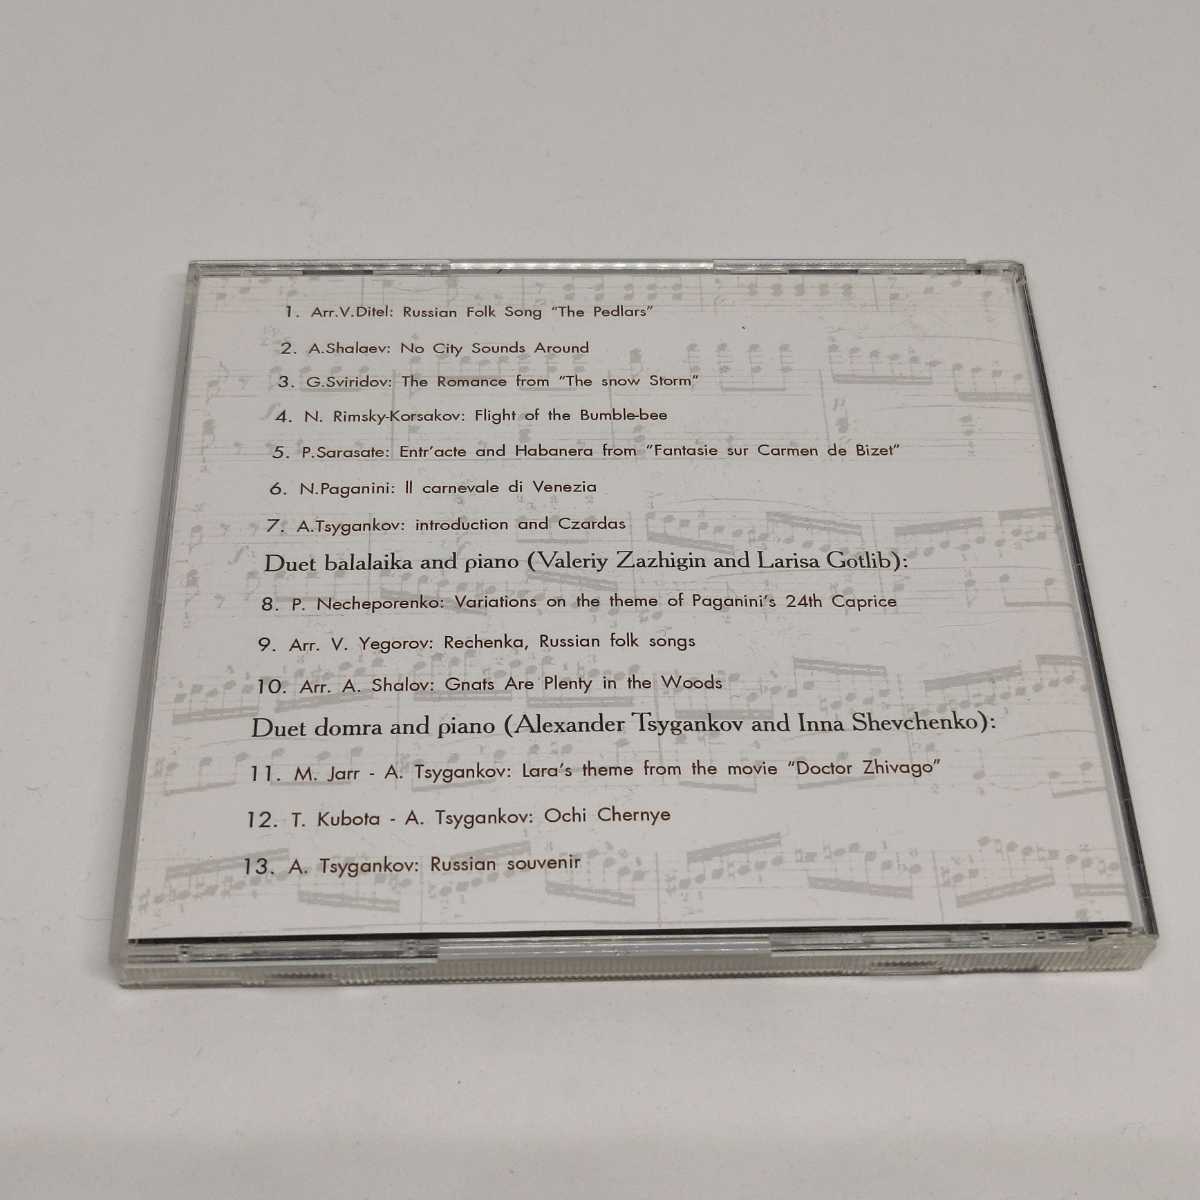 1. Arr.V.Ditel: Russian Folk Song "The Pedlars"
2. A.Shalaev: No City Sounds Around
3. G.Sviridov: The Romance from "The snow Storm"
4. N. Rimsky-Korsakov: Flight of the Bumble-bee
5. P.Sarasate: Entr'acte and Habanera from "Fantasie sur Carmen de Bizet"
6. N.Paganini: Il carnevale di Venezia
7. A.Tsygankov: introduction and Czardas
Duet balalaika and piano (Valeriy Zazhigin and Larisa Gotlib):
8. P. Necheporenko: Variations on the theme of Paganini's 24th Caprice
9. Arr. V. Yegorov: Rechenka, Russian folk songs
10. Arr. A. Shalov: Gnats Are Plenty in the Woods
Duet domra and piano (Alexander Tsygankov and Inna Shevchenko):
11. M. Jarr - A. Tsygankov: Lara's theme from the movie "Doctor Zhivago"
12. T. Kubota - A. Tsygankov: Ochi Chernye
13. A. Tsygankov: Russian souvenir